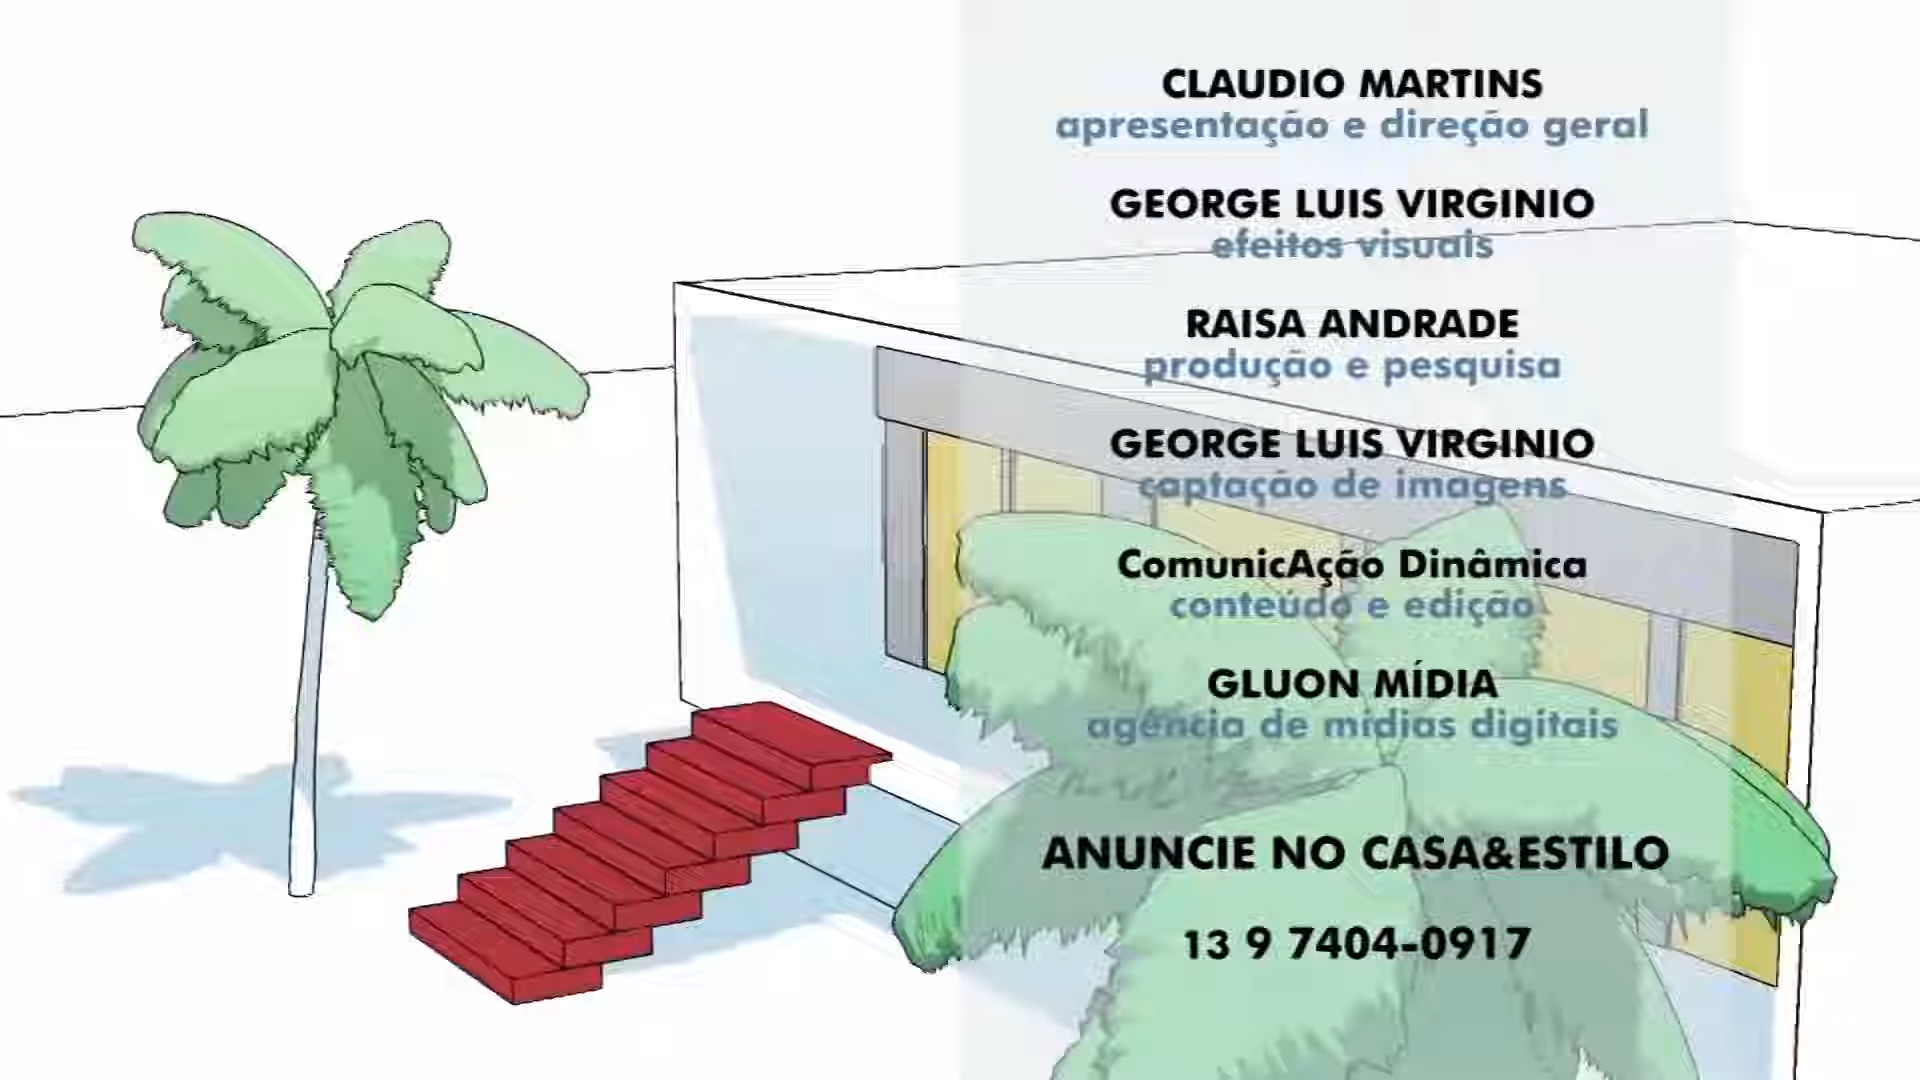 CLAUDIO MARTINS
apresentação e direção geral
GEORGE LUIS VIRGINIO
efeitos visuais
RAISA ANDRADE
produção e pesquisa
GEORGE LUIS VIRGINIO
captação de imagens
ComunicAção Dinâmica
conteúdo e edição
GLUON MÍDIA
agência de mídias digitais
ANUNCIE NO CASA&ESTILO
13 9 7404-0917